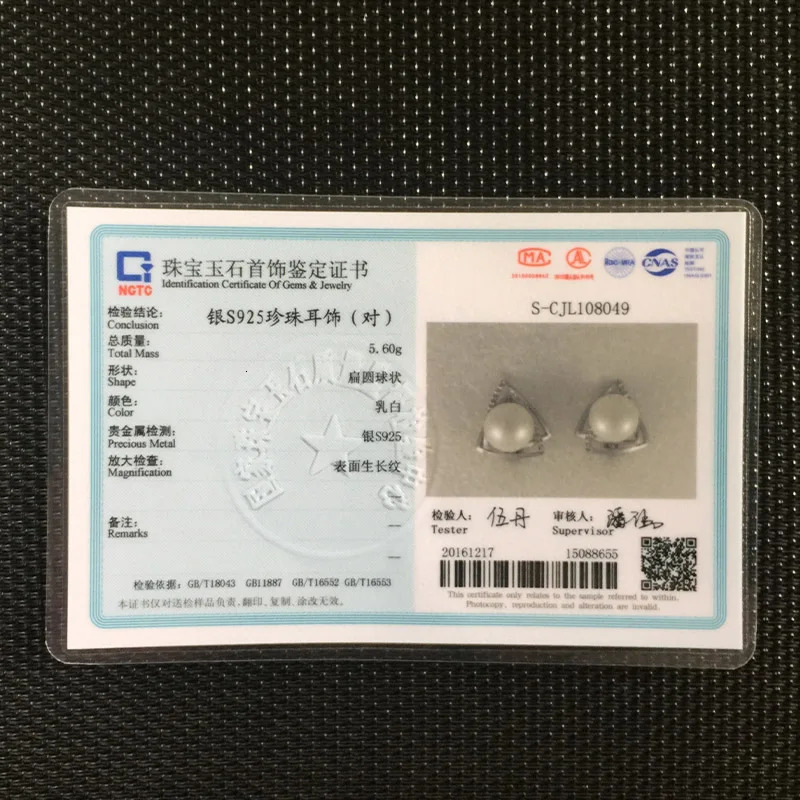 NGTC
珠宝玉石首饰鉴定证书
Identification Certificate Of Gems & Jewelry
检验结论:
Conclusion
银S925珍珠耳饰(对)
总质量:
Total Mass
5.60g
形状:
Shape
扁圆球状
颜色:
Color
乳白
贵金属检测:
Precious Metal
银S925
放大检查:
Magnification
表面生长纹
—
备注:
Remarks
—
—
检验依据: GB/T18043 GB11887 GB/T16552 GB/T16553
本证书仅对送检样品负责,翻印、复制、涂改无效。
MA
AL
ilac-MRA
CNAS
S-CJL108049
检验人: 伍丹
Tester
审核人:
Supervisor
20161217 15088655
This certificate only relates to the sample referred to within.
Photocopy, reproduction and alteration are invalid.